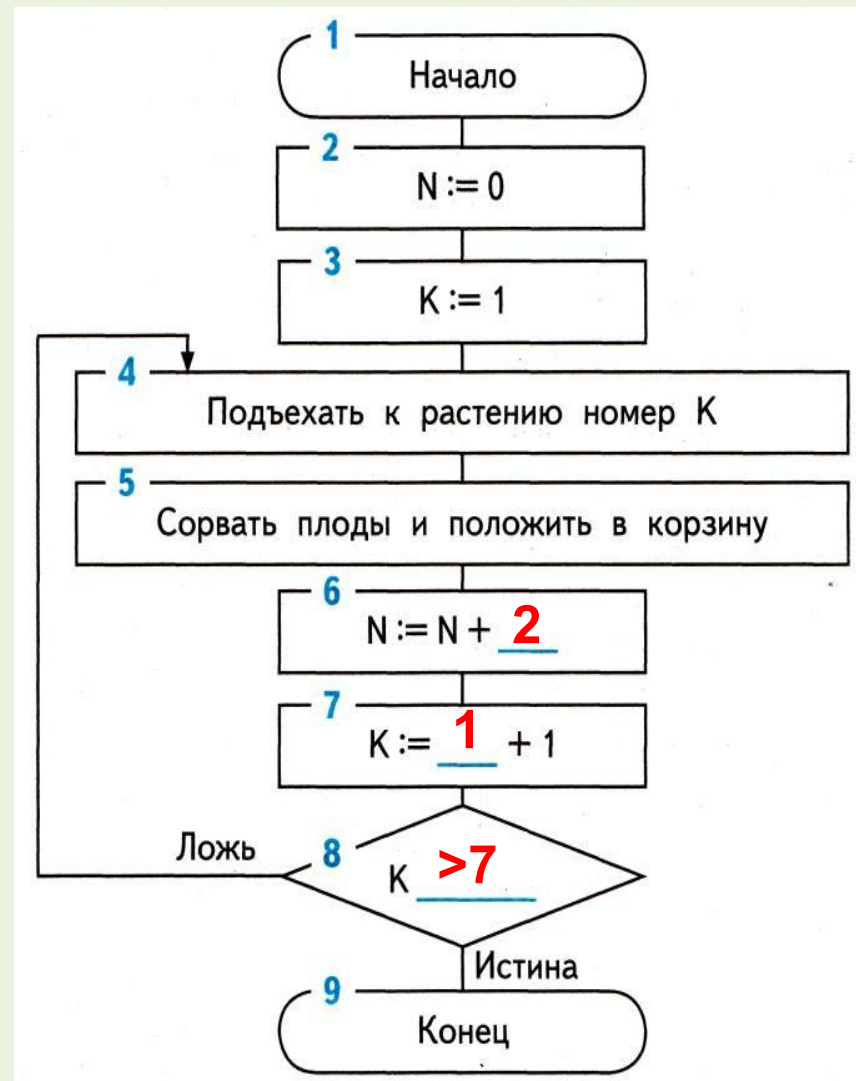 1
Начало
2
N := 0
3
K := 1
4
Подъехать к растению номер K
5
Сорвать плоды и положить в корзину
6
N := N + 2
7
K := 1 + 1
Ложь
8
K >7
Истина
9
Конец